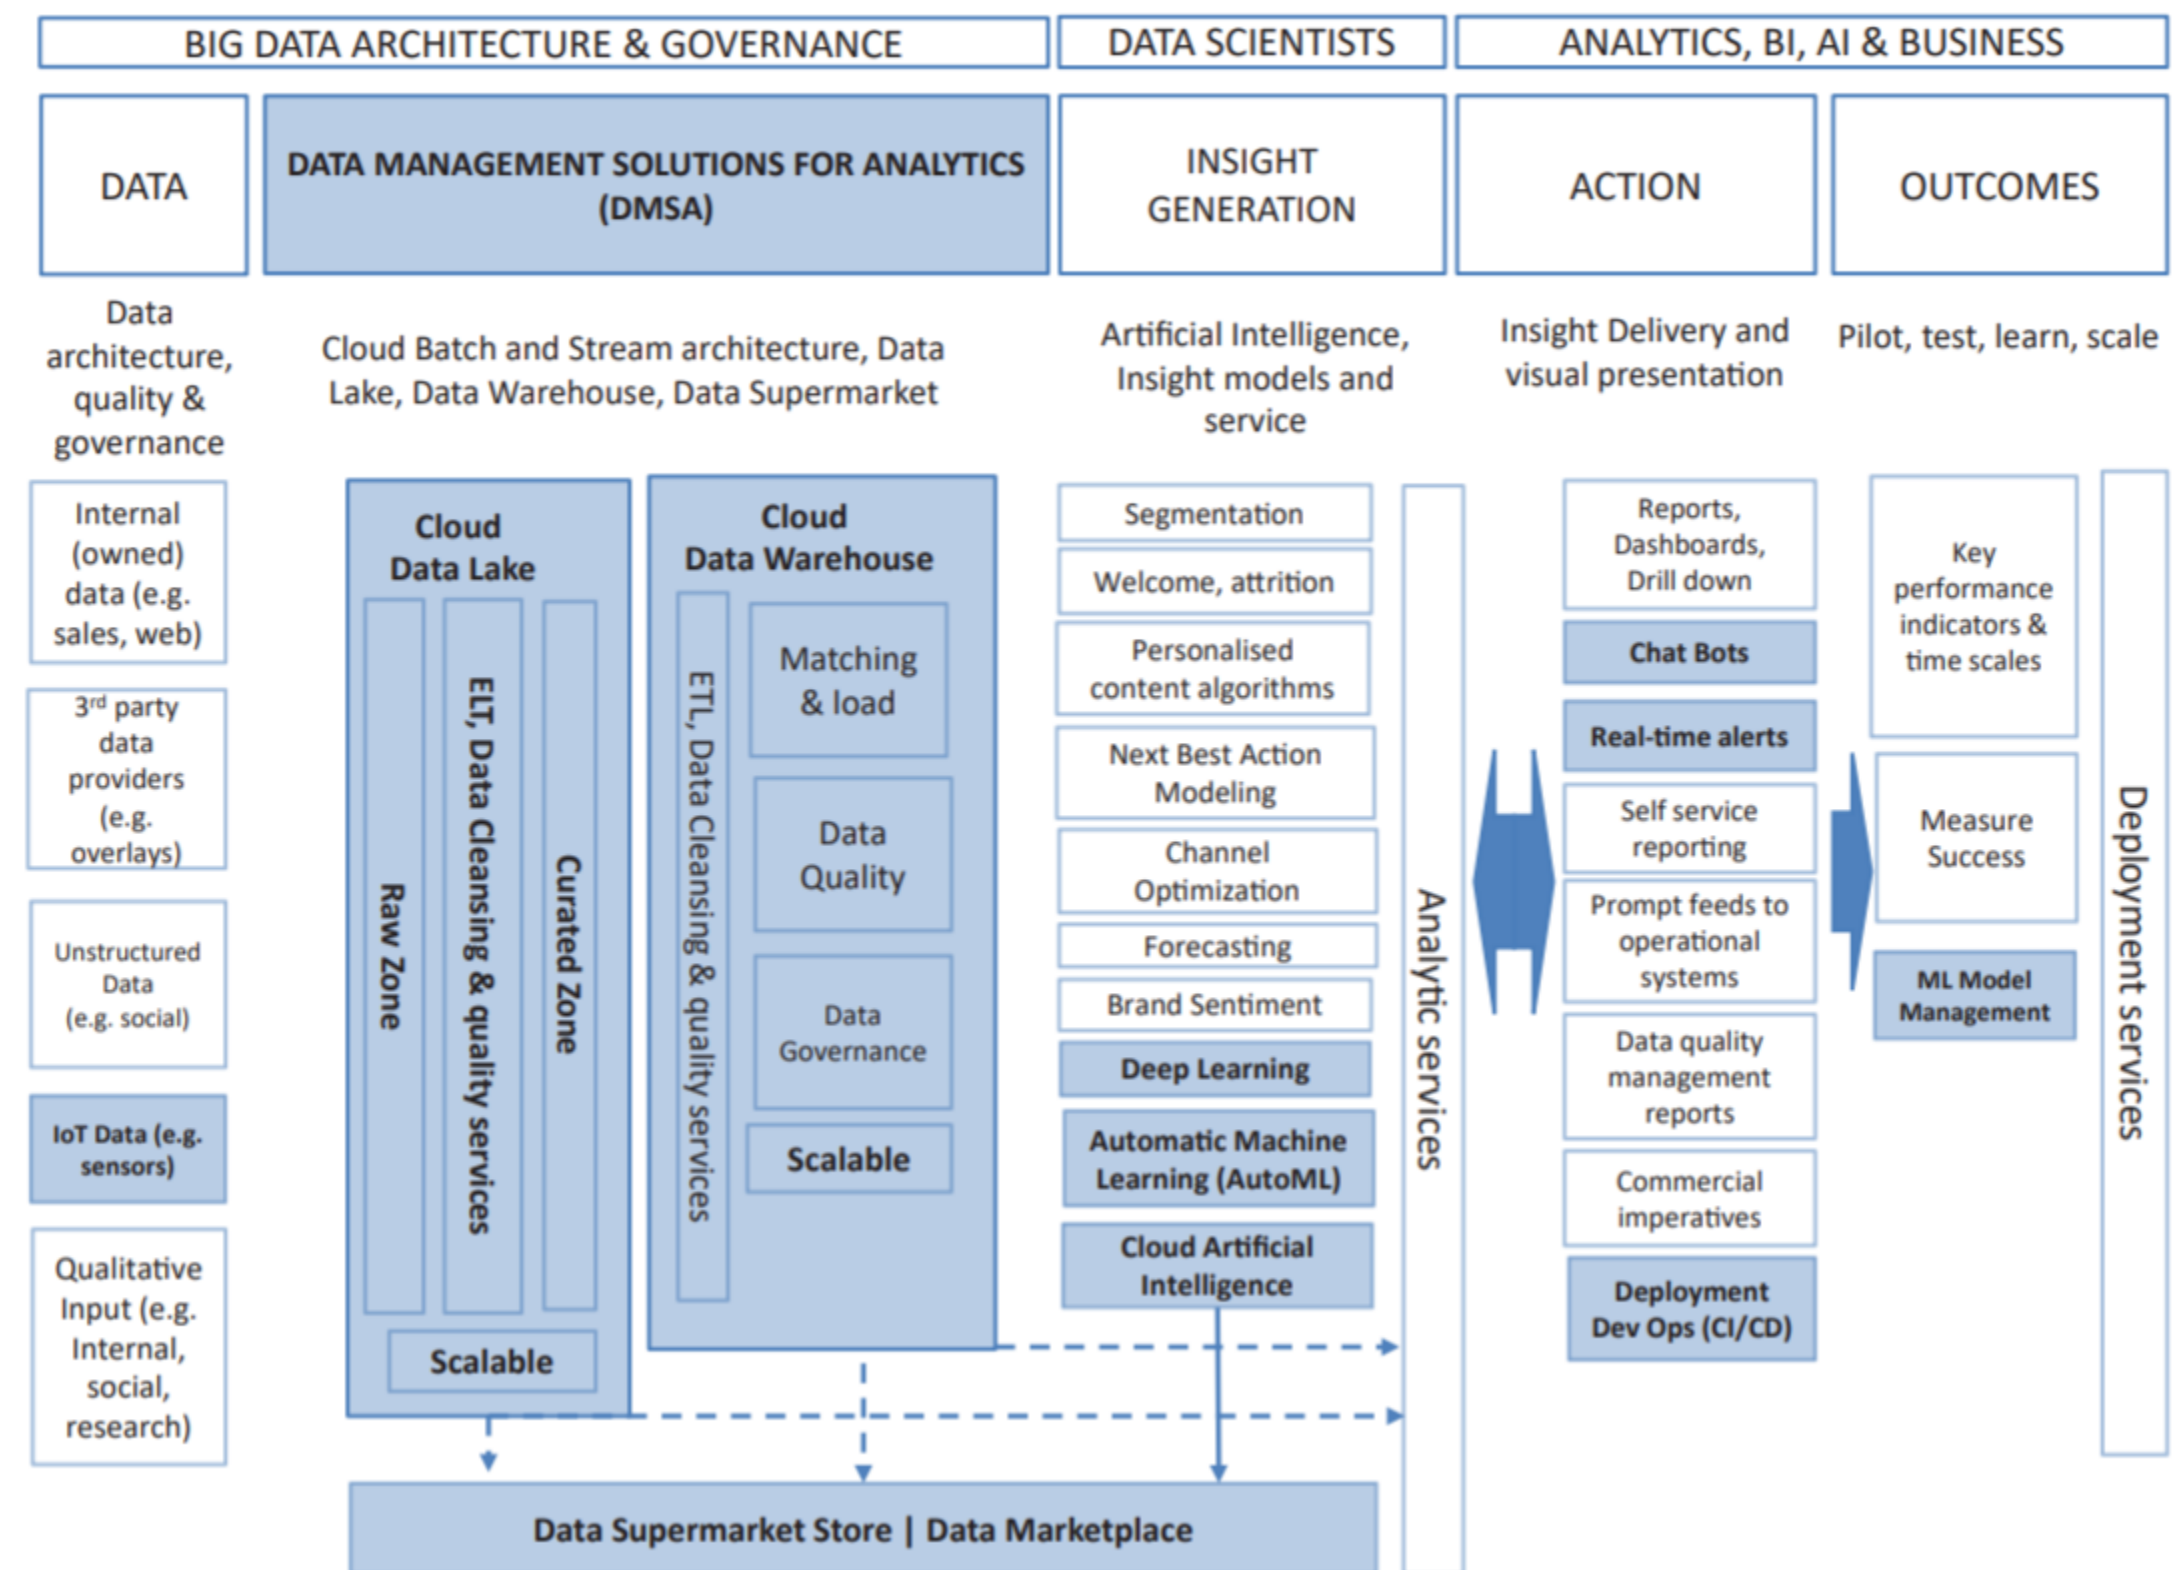 BIG DATA ARCHITECTURE & GOVERNANCE
DATA SCIENTISTS
ANALYTICS, BI, AI & BUSINESS
DATA
DATA MANAGEMENT SOLUTIONS FOR ANALYTICS
(DMSA)
INSIGHT
GENERATION
ACTION
OUTCOMES
Data
architecture,
quality &
governance
Cloud Batch and Stream architecture, Data
Lake, Data Warehouse, Data Supermarket
Artificial Intelligence,
Insight models and
service
Insight Delivery and
visual presentation
Pilot, test, learn, scale
Internal
(owned)
data (e.g.
sales, web)
3rd party
data
providers
(e.g.
overlays)
Unstructured
Data
(e.g. social)
IoT Data (e.g.
sensors)
Qualitative
Input (e.g.
Internal,
social,
research)
Cloud
Data Lake
Raw Zone
ELT, Data Cleansing & quality services
Curated Zone
Scalable
Cloud
Data Warehouse
ETL, Data Cleansing & quality services
Matching
& load
Data
Quality
Data
Governance
Scalable
Segmentation
Welcome, attrition
Personalised
content algorithms
Next Best Action
Modeling
Channel
Optimization
Forecasting
Brand Sentiment
Deep Learning
Automatic Machine
Learning (AutoML)
Cloud Artificial
Intelligence
Analytic services
Reports,
Dashboards,
Drill down
Chat Bots
Real-time alerts
Self service
reporting
Prompt feeds to
operational
systems
Data quality
management
reports
Commercial
imperatives
Deployment
Dev Ops (CI/CD)
Key
performance
indicators &
time scales
Measure
Success
ML Model
Management
Deployment services
Data Supermarket Store | Data Marketplace